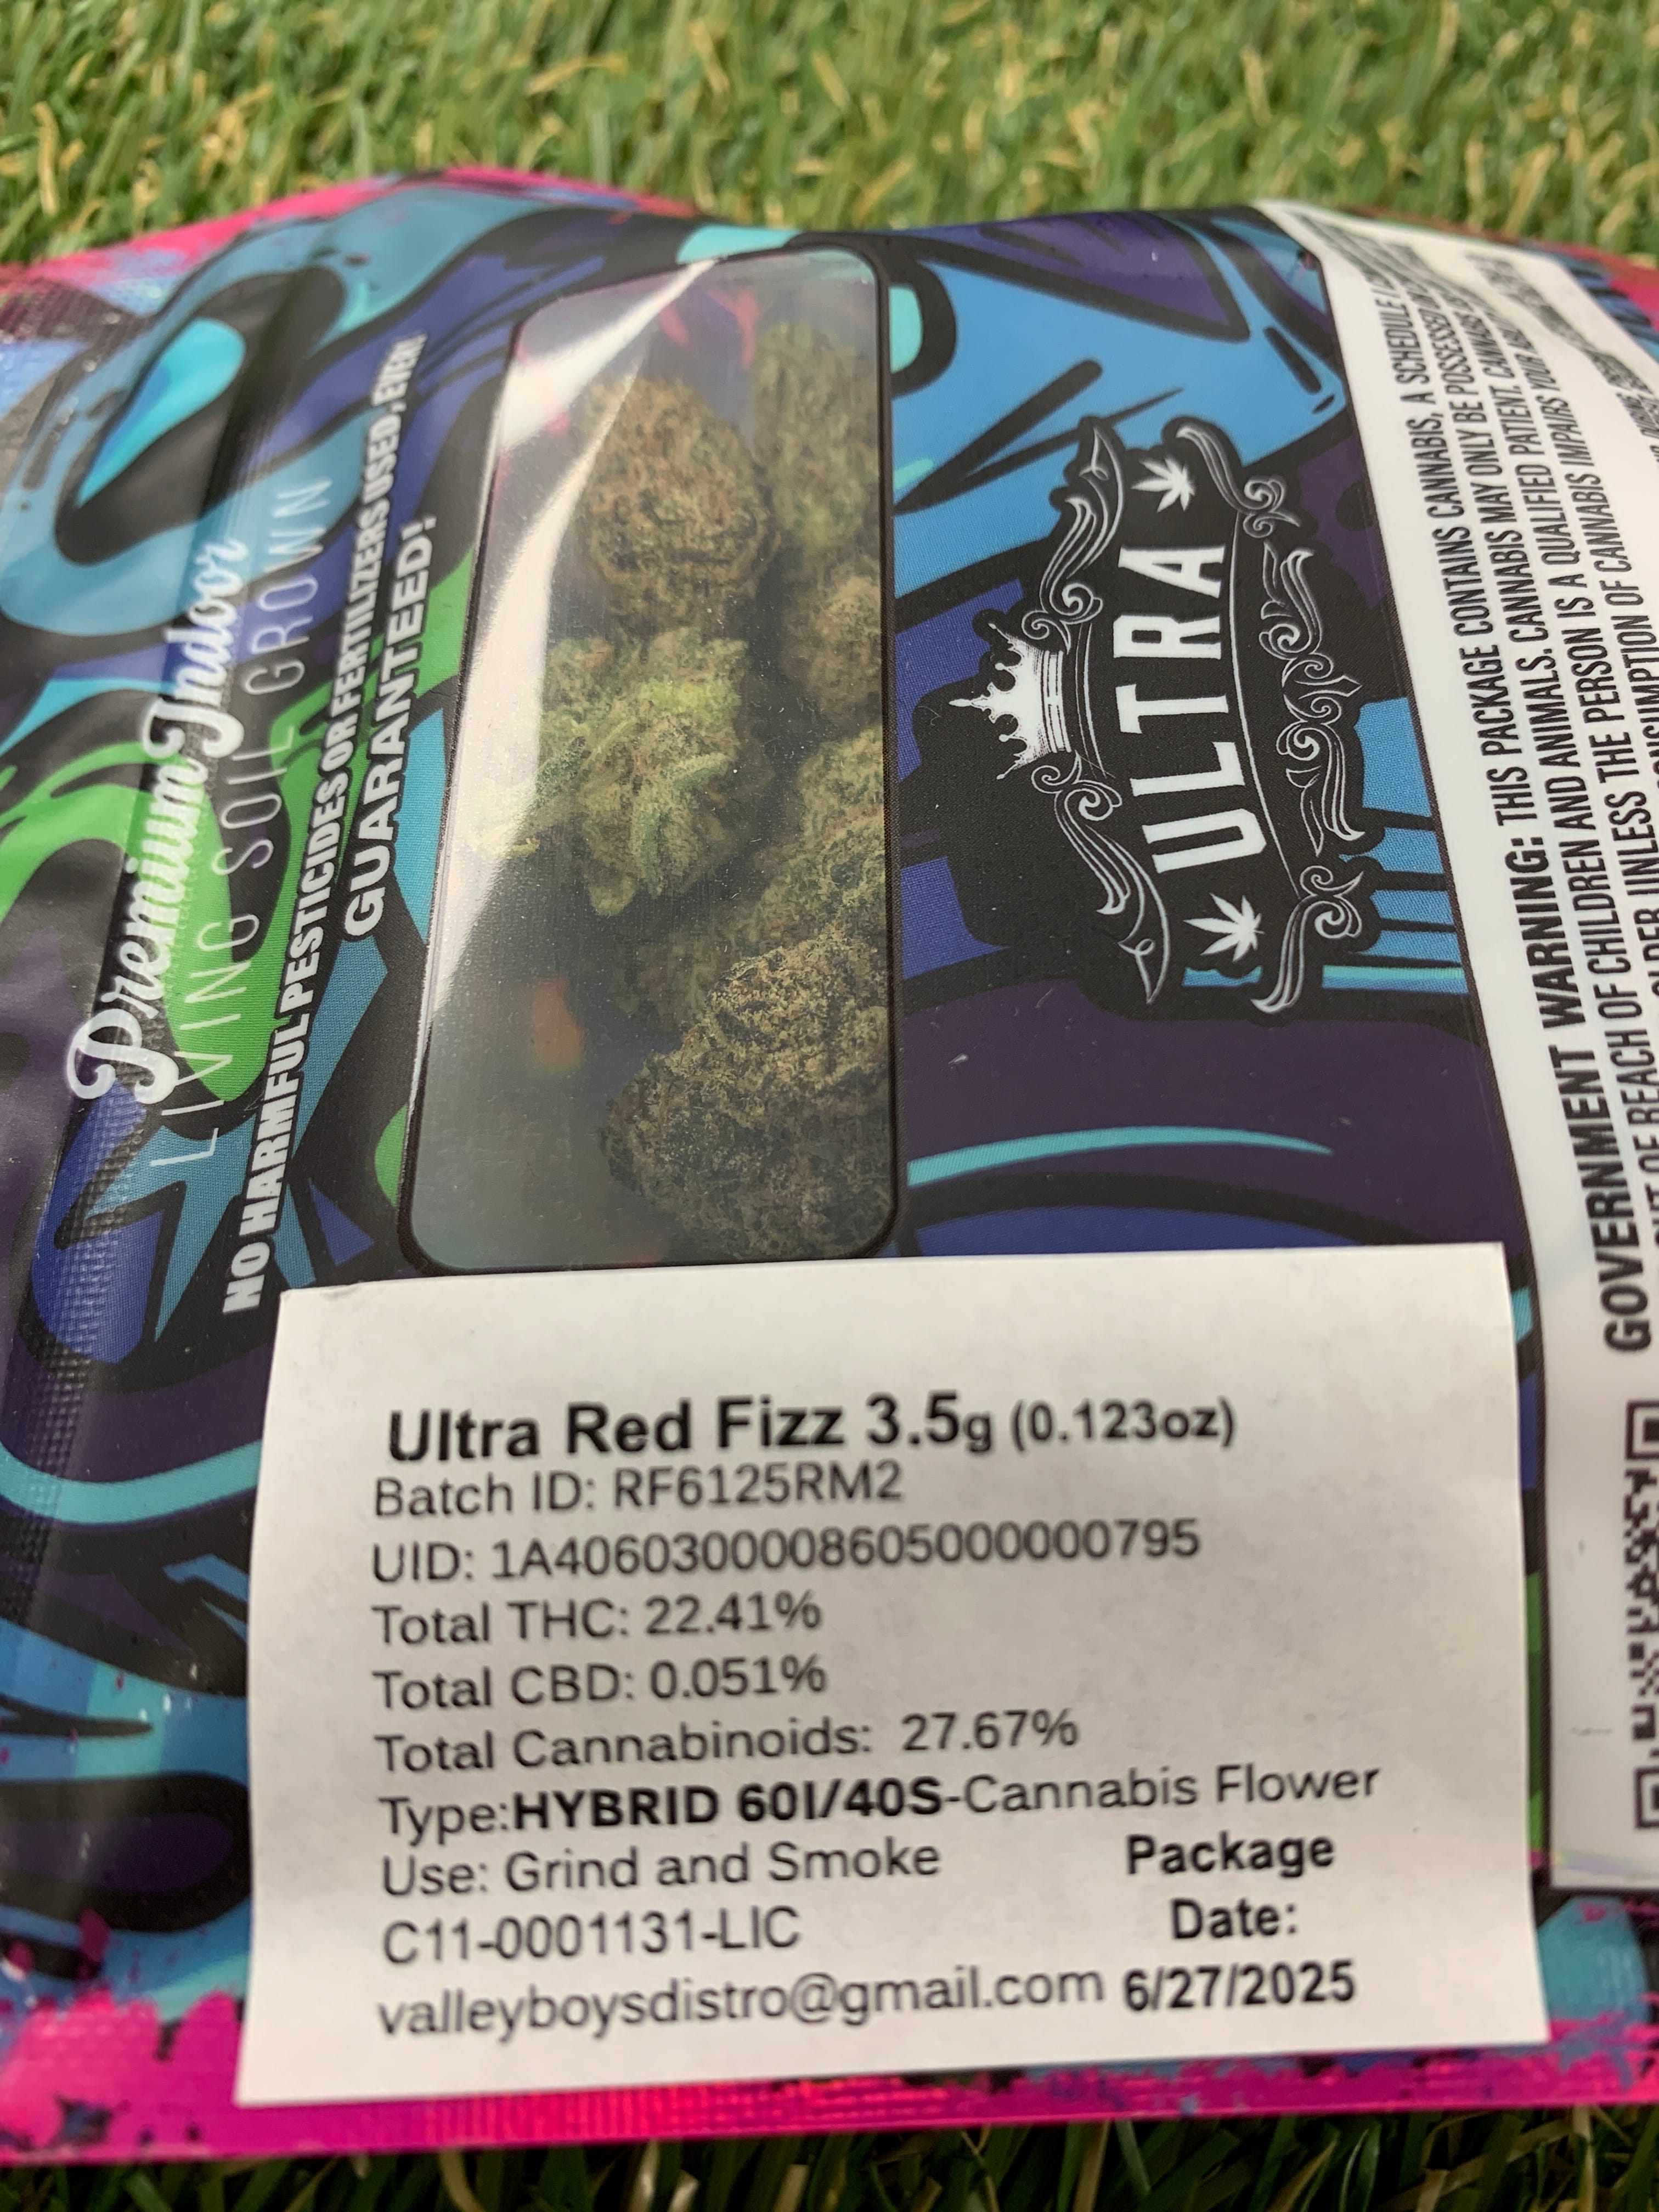 Premium Indoor
LIVING SOIL GROWN
NO HARMFUL PESTICIDES OR FERTILIZERS USED, EVER!
GUARANTEED!
ULTRA
GOVERNMENT WARNING: THIS PACKAGE CONTAINS CANNABIS, A SCHEDULE
OUT OF REACH OF CHILDREN AND ANIMALS. CANNABIS MAY ONLY BE POSSESSED
OLDER UNLESS THE PERSON IS A QUALIFIED PATIENT. CANNABIS
CONSUMPTION OF CANNABIS IMPAIRS YOUR
Ultra Red Fizz 3.5g (0.123oz)
Batch ID: RF6125RM2
UID: 1A4060300008605000000795
Total THC: 22.41%
Total CBD: 0.051%
Total Cannabinoids: 27.67%
Type:HYBRID 60I/40S-Cannabis Flower
Use: Grind and Smoke
C11-0001131-LIC
valleyboysdistro@gmail.com
Package
Date:
6/27/2025